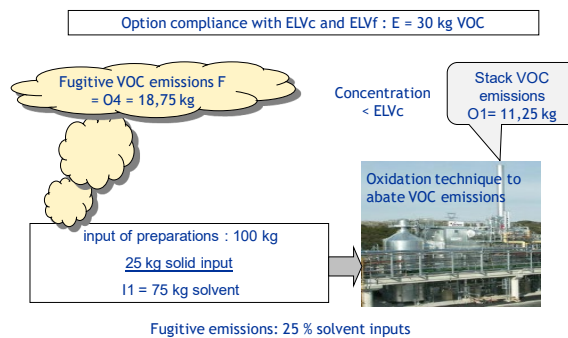 Option compliance with ELVc and ELVf : E = 30 kg VOC
Fugitive VOC emissions F
= O4 = 18,75 kg
Concentration
< ELVc
Stack VOC
emissions
O1= 11,25 kg
Oxidation technique to
abate VOC emissions
input of preparations : 100 kg
25 kg solid input
I1 = 75 kg solvent
Fugitive emissions: 25 % solvent inputs